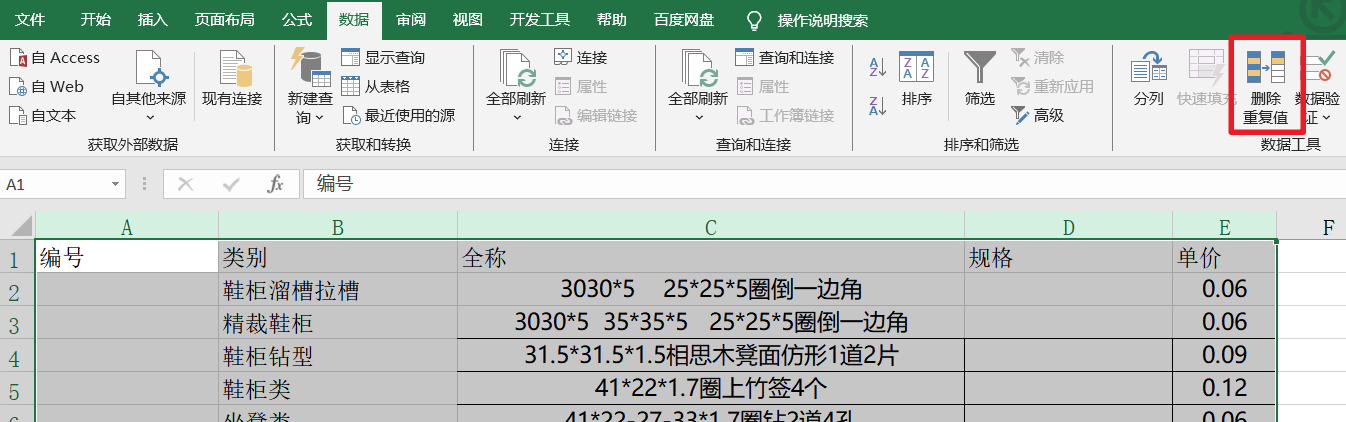 文件 开始 插入 页面布局 公式 数据 审阅 视图 开发工具 帮助 百度网盘 操作说明搜索
自 Access
自 Web
自文本
自其他来源
现有连接
获取外部数据
新建查
询
显示查询
从表格
最近使用的源
获取和转换
全部刷新
连接
属性
编辑链接
连接
全部刷新
查询和连接
属性
工作簿链接
查询和连接
排序
筛选
清除
重新应用
高级
排序和筛选
分列
快速填充
删除
重复值
数据验
证
数据工具
A1 fx 编号
A B C D E F
1 编号 类别 全称 规格 单价
2 鞋柜溜槽拉槽 3030*5 25*25*5圈倒一边角 0.06
3 精裁鞋柜 3030*5 35*35*5 25*25*5圈倒一边角 0.06
4 鞋柜钻型 31.5*31.5*1.5相思木凳面仿形1道2片 0.09
5 鞋柜类 41*22*1.7圈上竹签4个 0.12
6 坐登类 41*22-27-33*1.7圈钻2道4孔 0.06